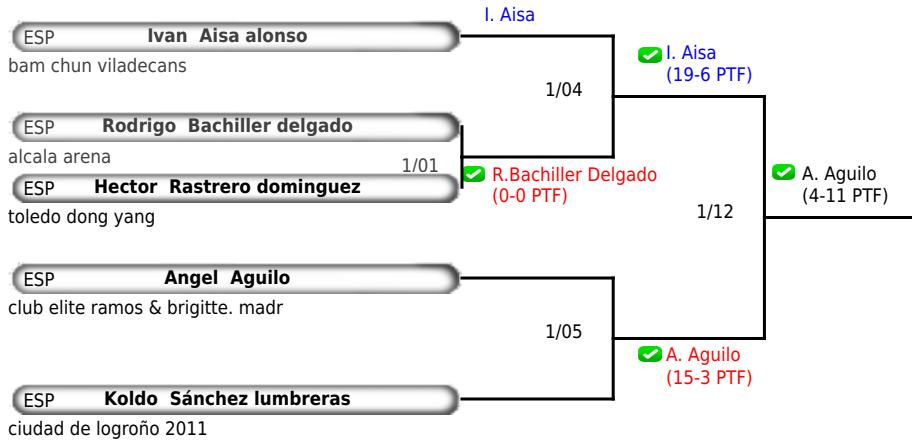 I. Aisa
ESP Ivan Aisa alonso
bam chun viladecans
I. Aisa
(19-6 PTF)
1/04
ESP Rodrigo Bachiller delgado
alcala arena
1/01
R.Bachiller Delgado
(0-0 PTF)
ESP Hector Rastrero dominguez
toledo dong yang
A. Aguilo
(4-11 PTF)
1/12
ESP Angel Aguilo
club elite ramos & brigitte. madr
1/05
A. Aguilo
(15-3 PTF)
ESP Koldo Sánchez lumbreras
ciudad de logroño 2011